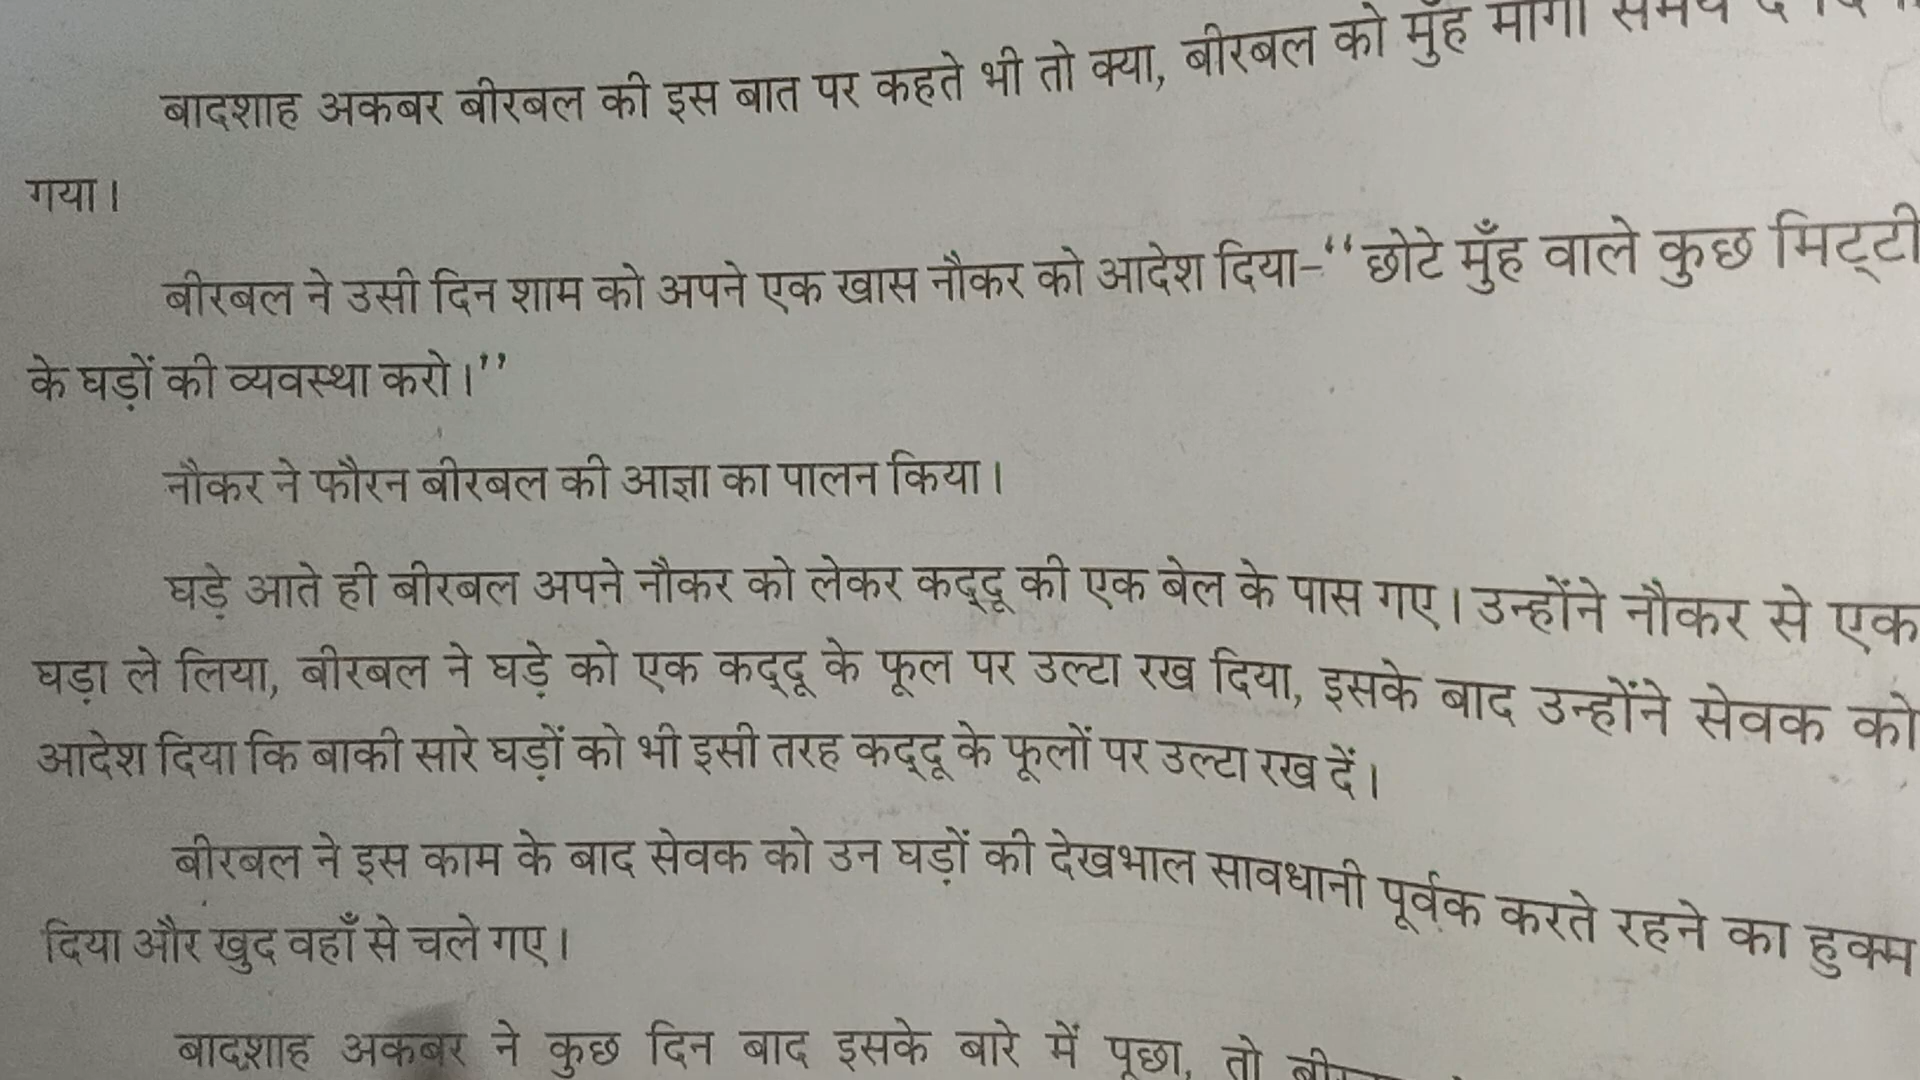 बादशाह अकबर बीरबल की इस बात पर कहते भी तो क्या, बीरबल को मुँह माँगा समय
गया।
बीरबल ने उसी दिन शाम को अपने एक खास नौकर को आदेश दिया–‘‘छोटे मुँह वाले कुछ मिट्टी
के घड़ों की व्यवस्था करो।’’
नौकर ने फौरन बीरबल की आज्ञा का पालन किया।
घड़े आते ही बीरबल अपने नौकर को लेकर कद्दू की एक बेल के पास गए। उन्होंने नौकर से एक
घड़ा ले लिया, बीरबल ने घड़े को एक कद्दू के फूल पर उल्टा रख दिया, इसके बाद उन्होंने सेवक को
आदेश दिया कि बाकी सारे घड़ों को भी इसी तरह कद्दू के फूलों पर उल्टा रख दें।
बीरबल ने इस काम के बाद सेवक को उन घड़ों की देखभाल सावधानी पूर्वक करते रहने का हुक्म
दिया और खुद वहाँ से चले गए।
बादशाह अकबर ने कुछ दिन बाद इसके बारे में पूछा, तो